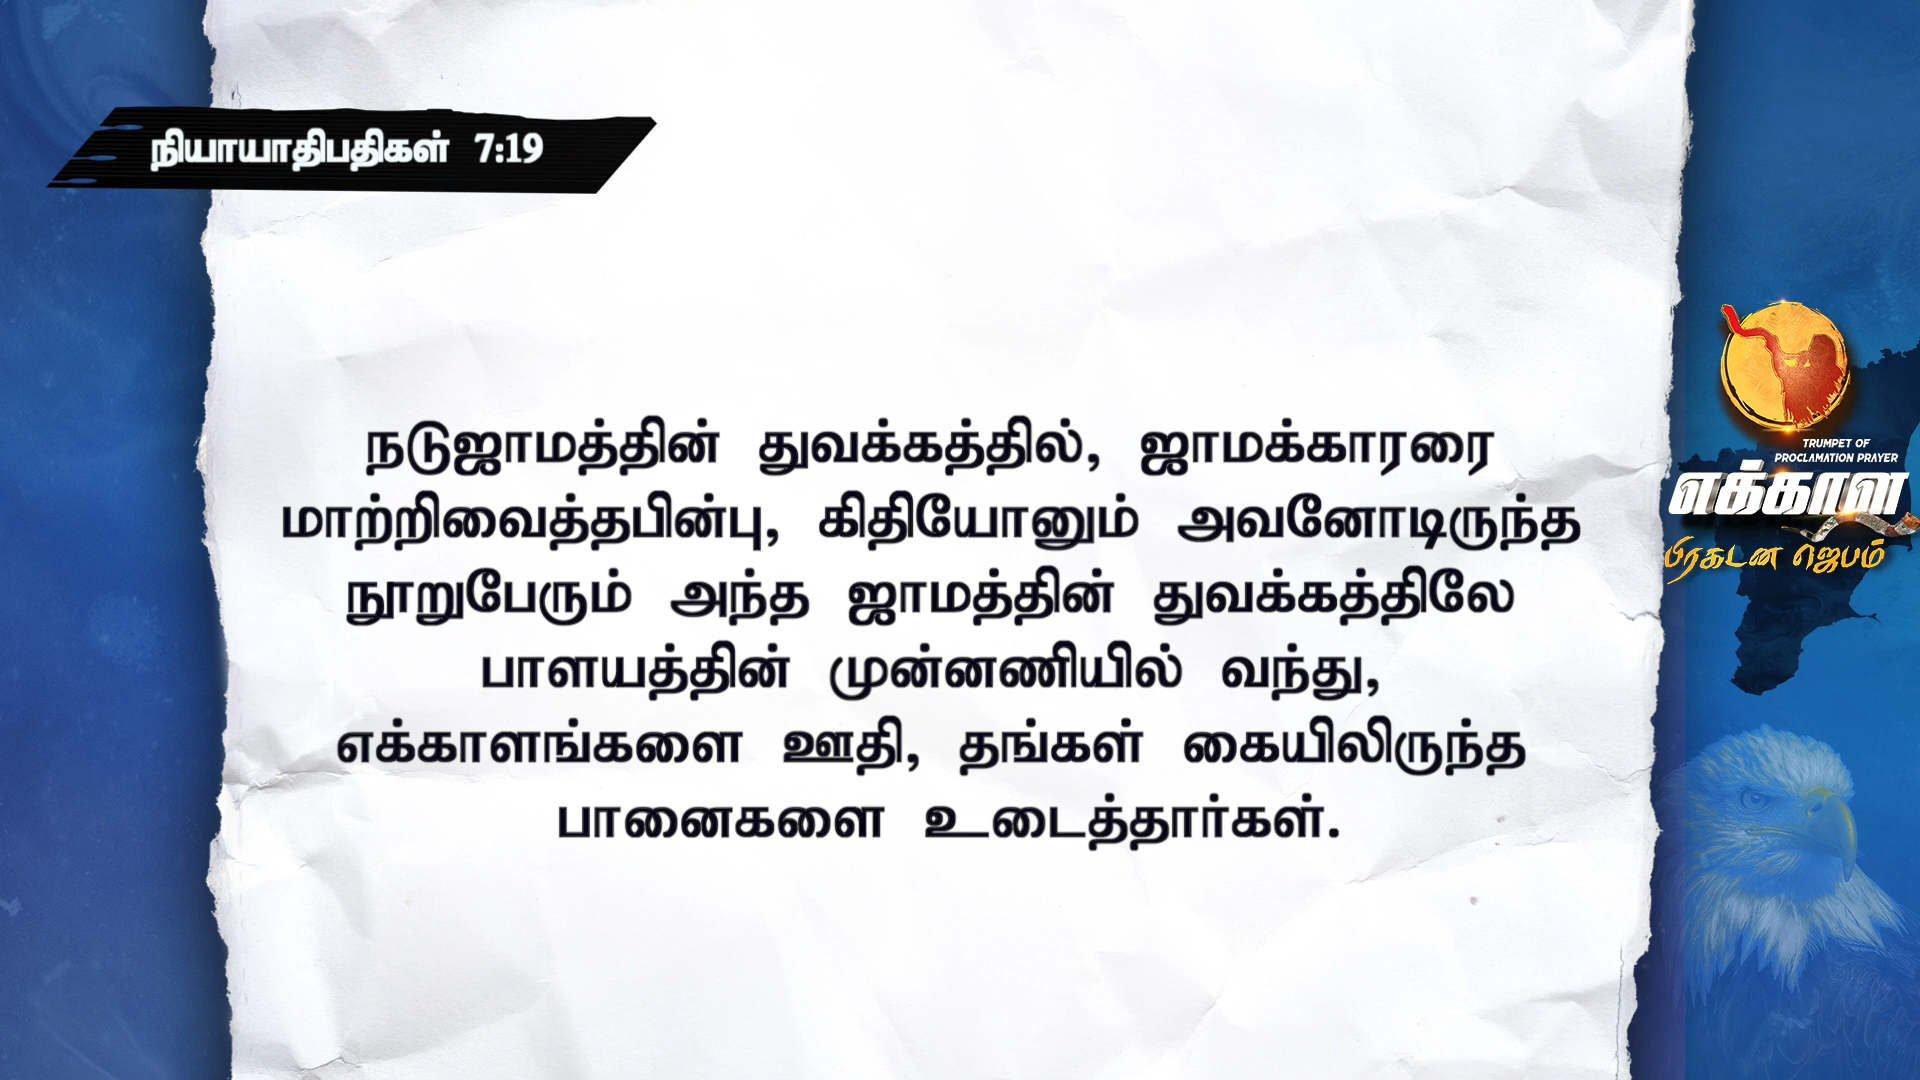 நியாயாதிபதிகள் 7:19
நடுஜாமத்தின் துவக்கத்தில், ஜாமக்காரரை
மாற்றிவைத்தபின்பு, கிதியோனும் அவனோடிருந்த
நூறுபேரும் அந்த ஜாமத்தின் துவக்கத்திலே
பாளயத்தின் முன்னணியில் வந்து,
எக்காளங்களை ஊதி, தங்கள் கையிலிருந்த
பானைகளை உடைத்தார்கள்.
TRUMPET OF
PROCLAMATION PRAYER
எக்காள
பிரகடன ஜெபம்